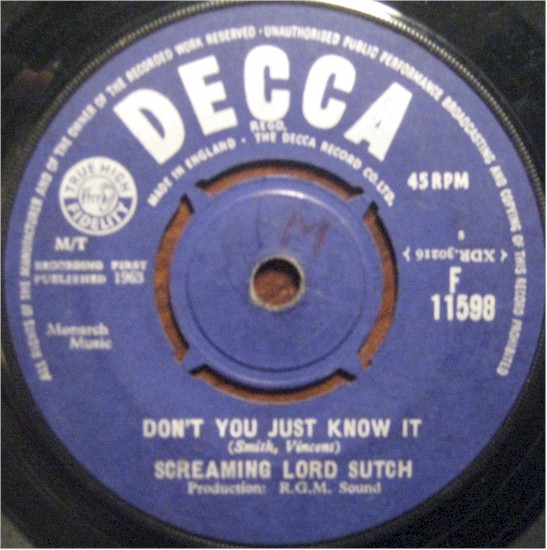 ALL RIGHTS OF THE MANUFACTURER AND OF THE OWNER OF THE RECORDED WORK RESERVED · UNAUTHORISED PUBLIC PERFORMANCE BROADCASTING AND COPYING OF THIS RECORD PROHIBITED
DECCA
REGD.
MADE IN ENGLAND · THE DECCA RECORD CO. LTD.
TRUE HIGH
ffrr
FIDELITY
M/T
RECORDING FIRST
PUBLISHED 1963
Monarch
Music
45 RPM
(XDR.30216)
F
11598
M
DON'T YOU JUST KNOW IT
(Smith, Vincent)
SCREAMING LORD SUTCH
Production: R.G.M. Sound